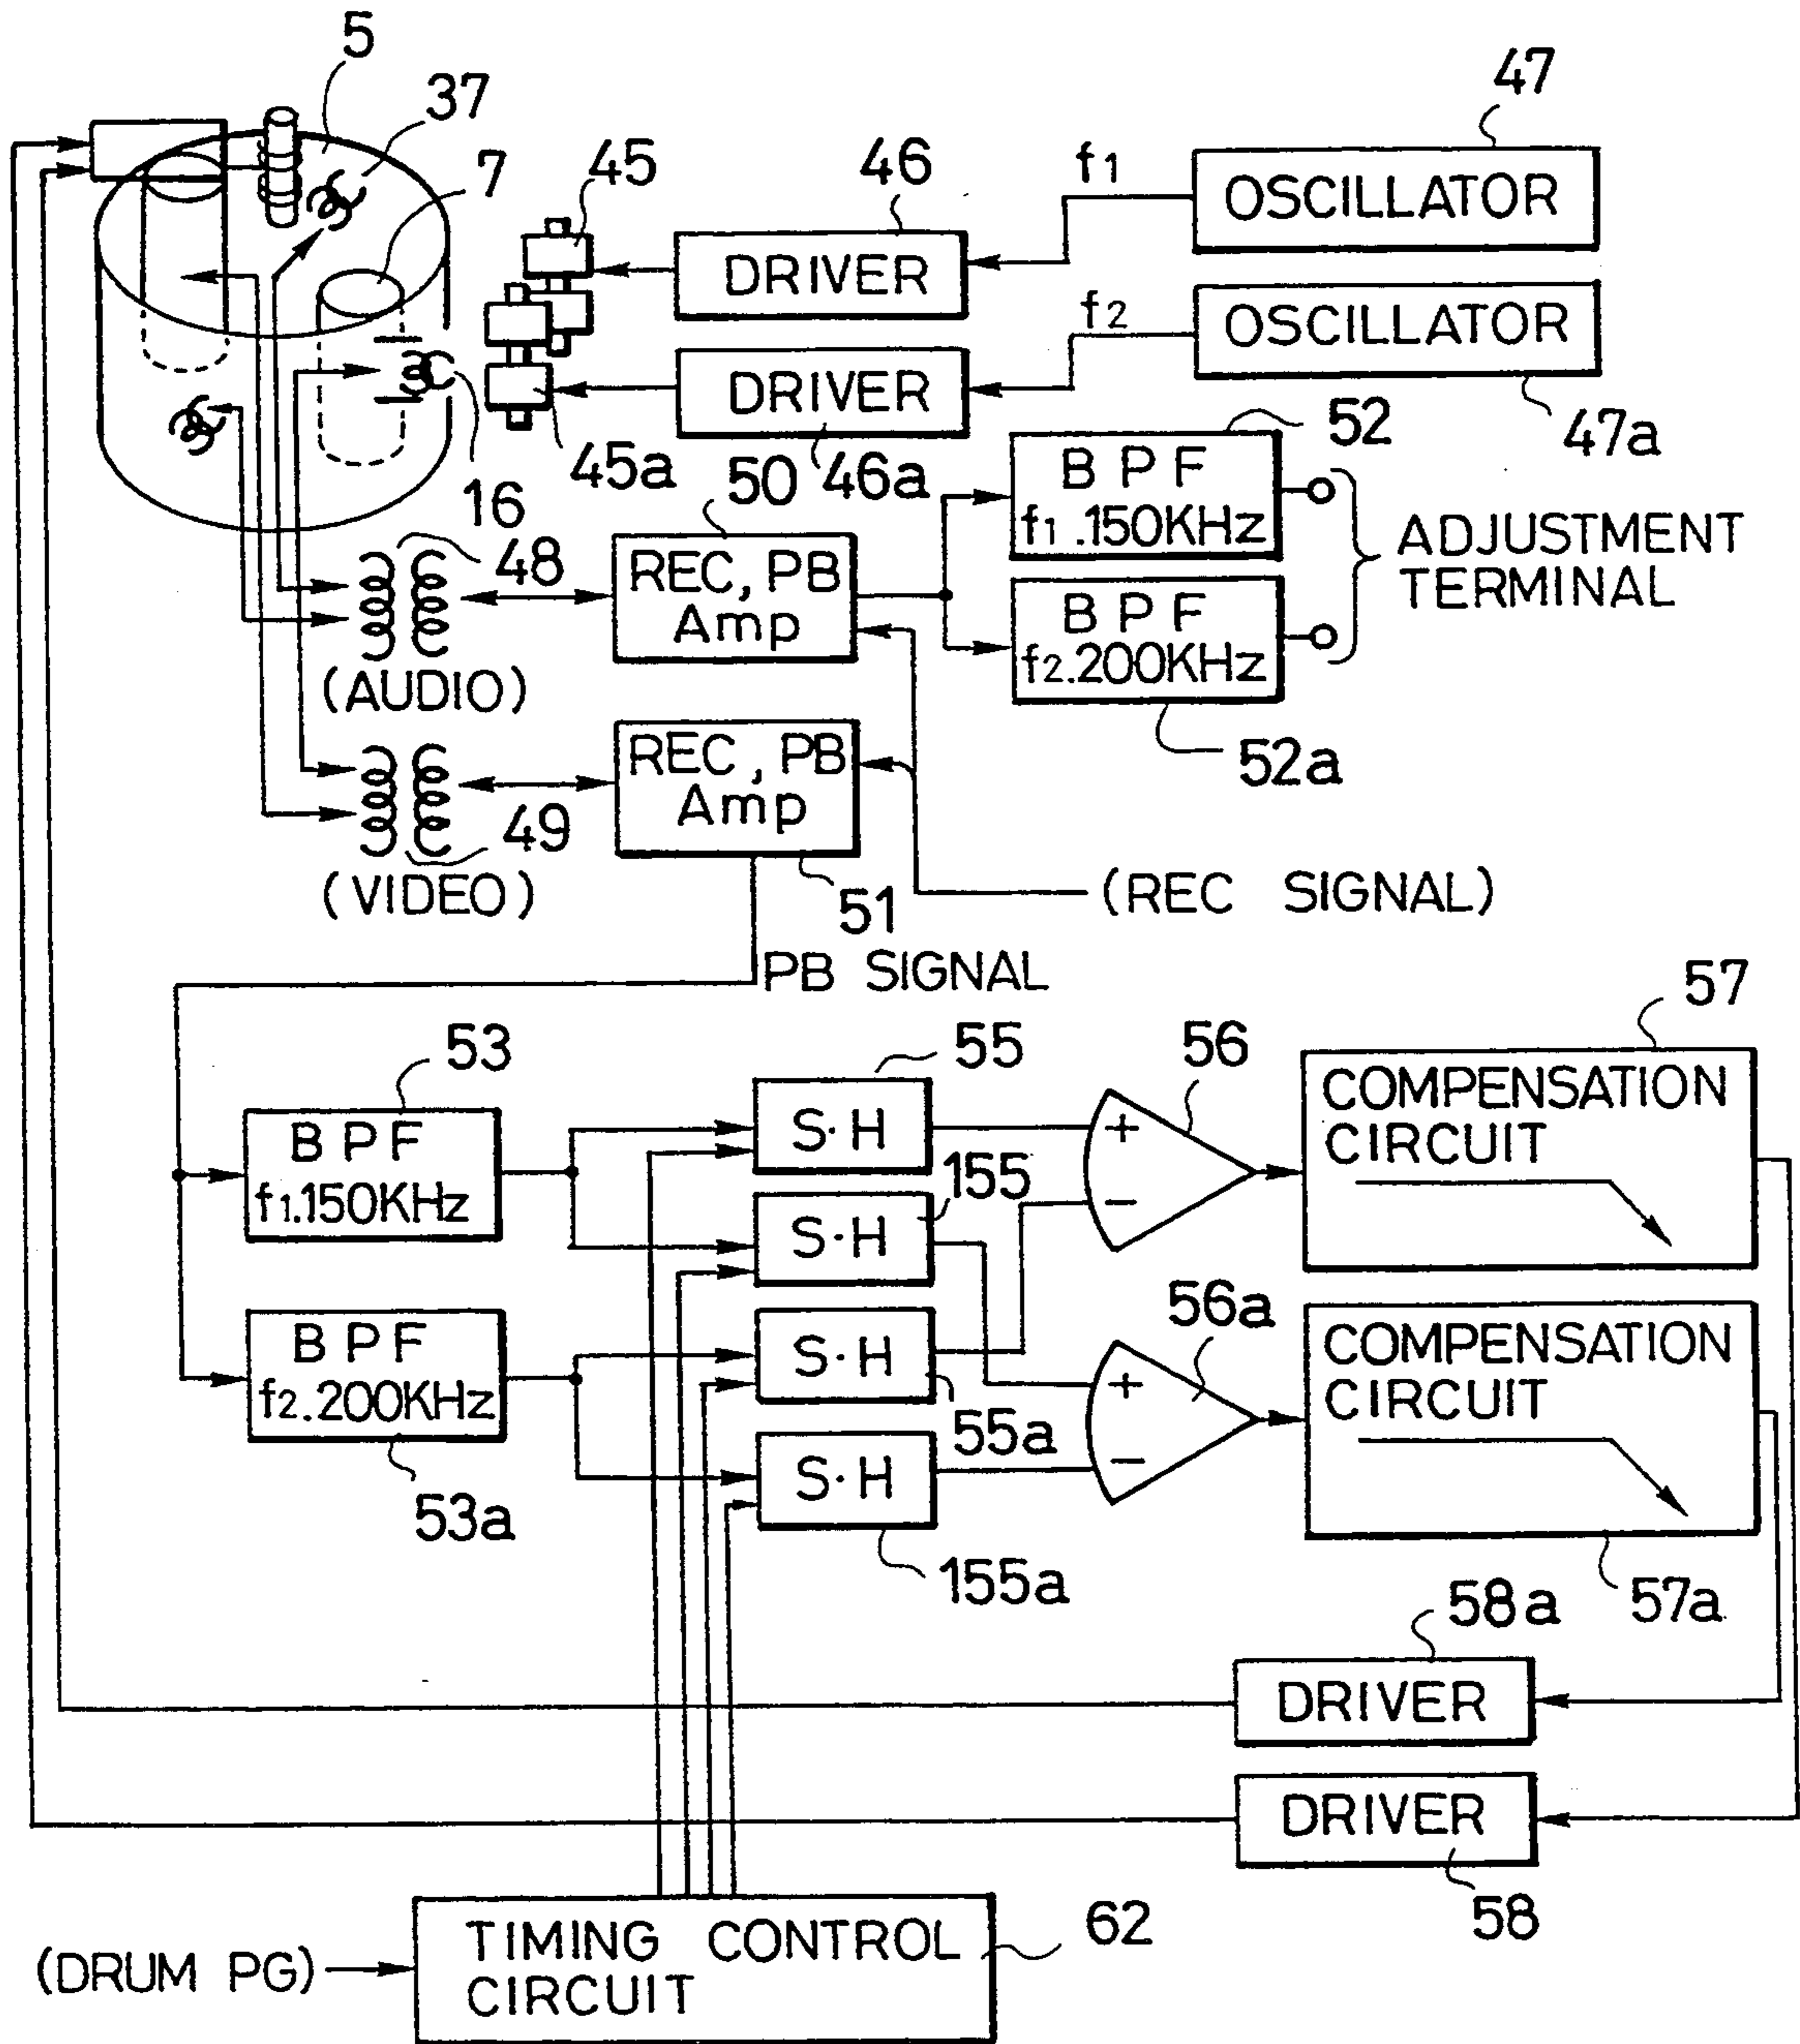 5
37
7
45
46
f1
47
OSCILLATOR
DRIVER
f2
OSCILLATOR
DRIVER
47a
45a
46a
16
50
52
BPF
f1.150KHz
ADJUSTMENT
TERMINAL
48
REC, PB
Amp
BPF
f2.200KHz
52a
(AUDIO)
REC, PB
Amp
49
(VIDEO)
51
(REC SIGNAL)
PB SIGNAL
53
BPF
f1.150KHz
55
S·H
56
+
−
57
COMPENSATION
CIRCUIT
155
S·H
BPF
f2.200KHz
53a
S·H
55a
56a
+
−
COMPENSATION
CIRCUIT
57a
S·H
155a
58a
DRIVER
DRIVER
58
(DRUM PG)
TIMING CONTROL
CIRCUIT
62